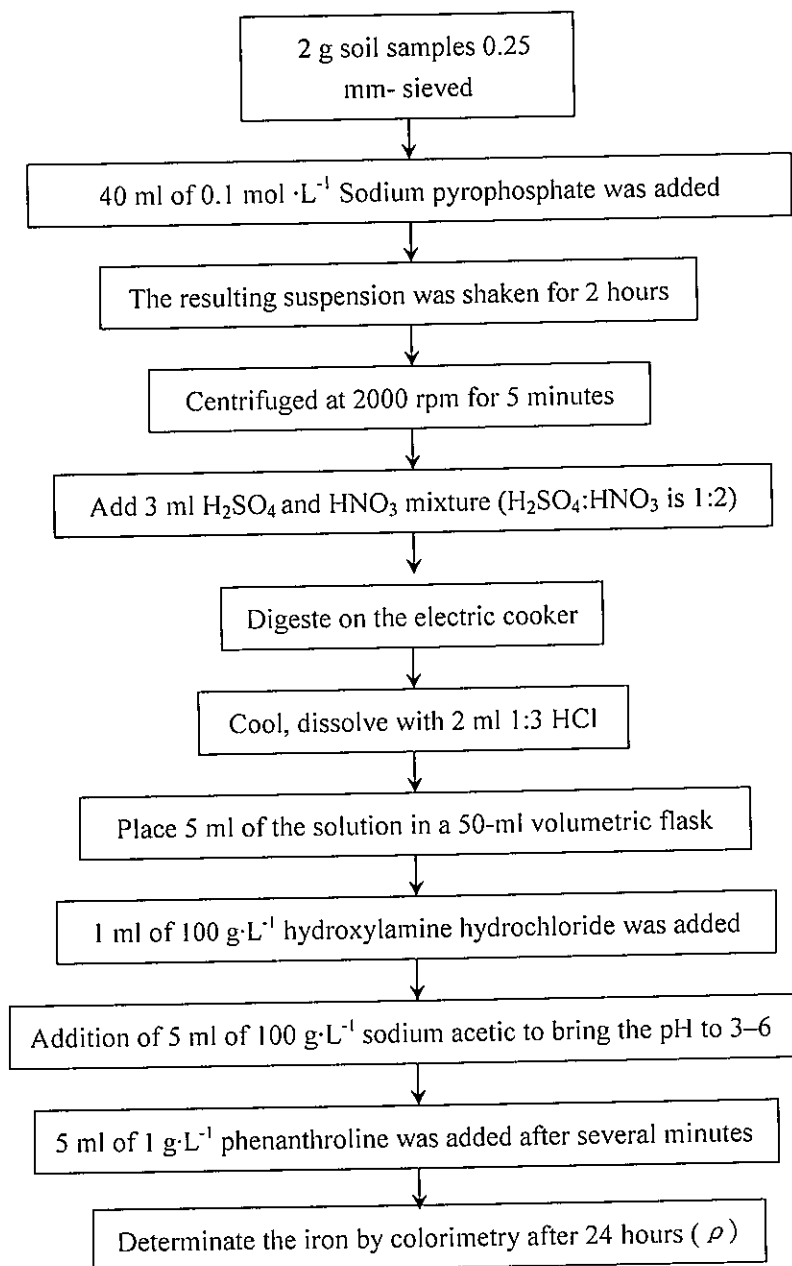 2 g soil samples 0.25
mm- sieved
40 ml of 0.1 mol ·L⁻¹ Sodium pyrophosphate was added
The resulting suspension was shaken for 2 hours
Centrifuged at 2000 rpm for 5 minutes
Add 3 ml H₂SO₄ and HNO₃ mixture (H₂SO₄:HNO₃ is 1:2)
Digeste on the electric cooker
Cool, dissolve with 2 ml 1:3 HCl
Place 5 ml of the solution in a 50-ml volumetric flask
1 ml of 100 g·L⁻¹ hydroxylamine hydrochloride was added
Addition of 5 ml of 100 g·L⁻¹ sodium acetic to bring the pH to 3–6
5 ml of 1 g·L⁻¹ phenanthroline was added after several minutes
Determinate the iron by colorimetry after 24 hours ( ρ )